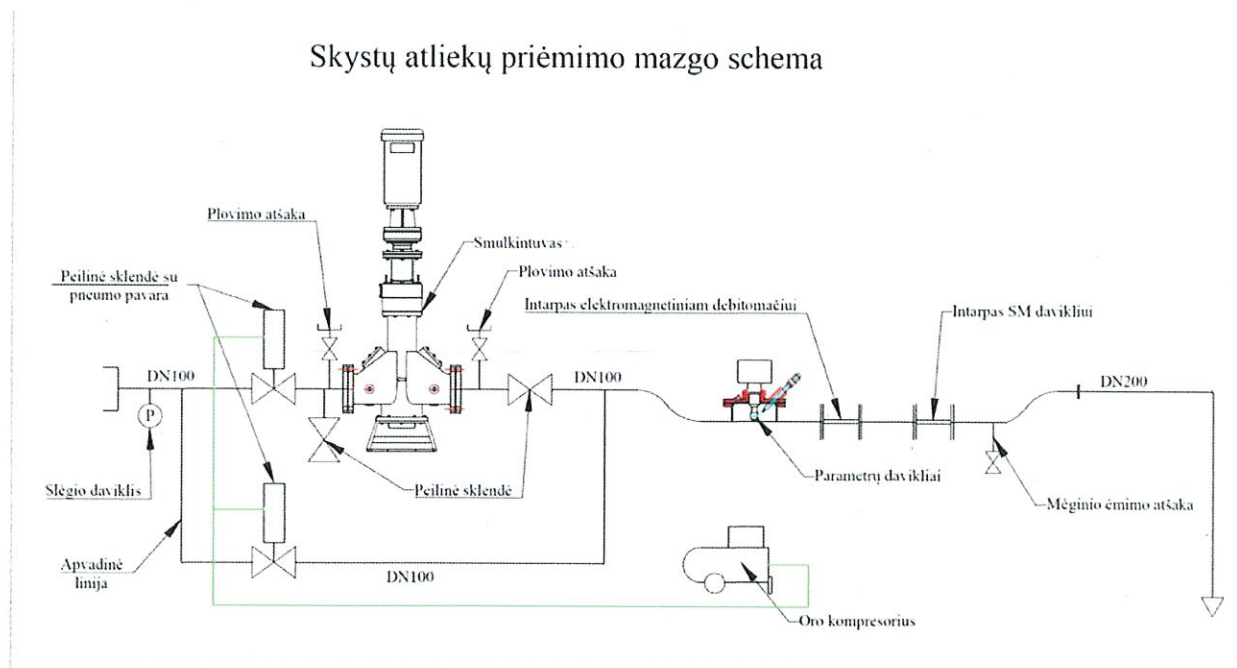 Skystų atliekų priėmimo mazgo schema
Plovimo atšaka
Smulkintuvas
Plovimo atšaka
Peilinė sklendė su
pneumo pavara
Intarpas elektromagnetiniam debitomačiui
Intarpas SM davikliui
DN100
DN100
DN200
P
Slėgio daviklis
Peilinė sklendė
Parametrų davikliai
Mėginio ėmimo atšaka
Apvadinė
linija
DN100
Oro kompresorius